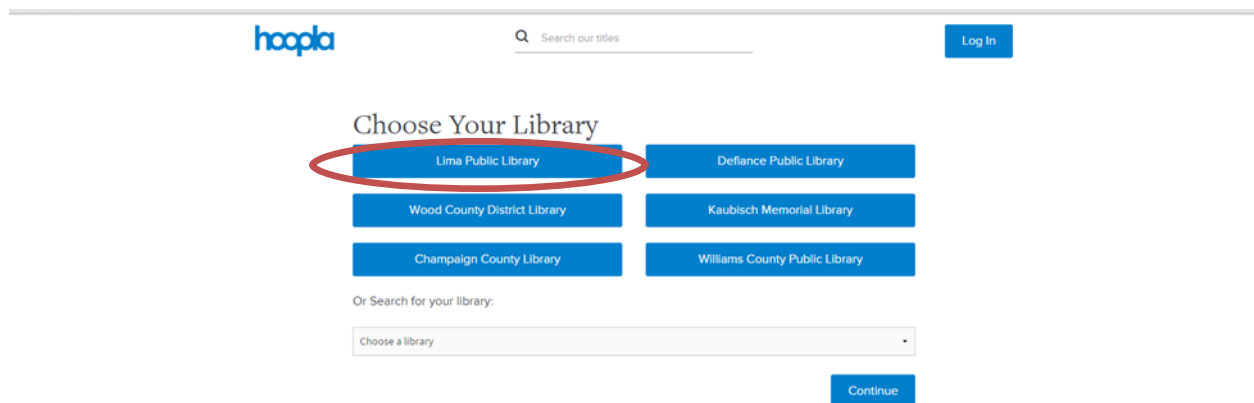 hoopla
Search our titles
Log In
Choose Your Library
Lima Public Library
Defiance Public Library
Wood County District Library
Kaubisch Memorial Library
Champaign County Library
Williams County Public Library
Or Search for your library:
Choose a library
Continue